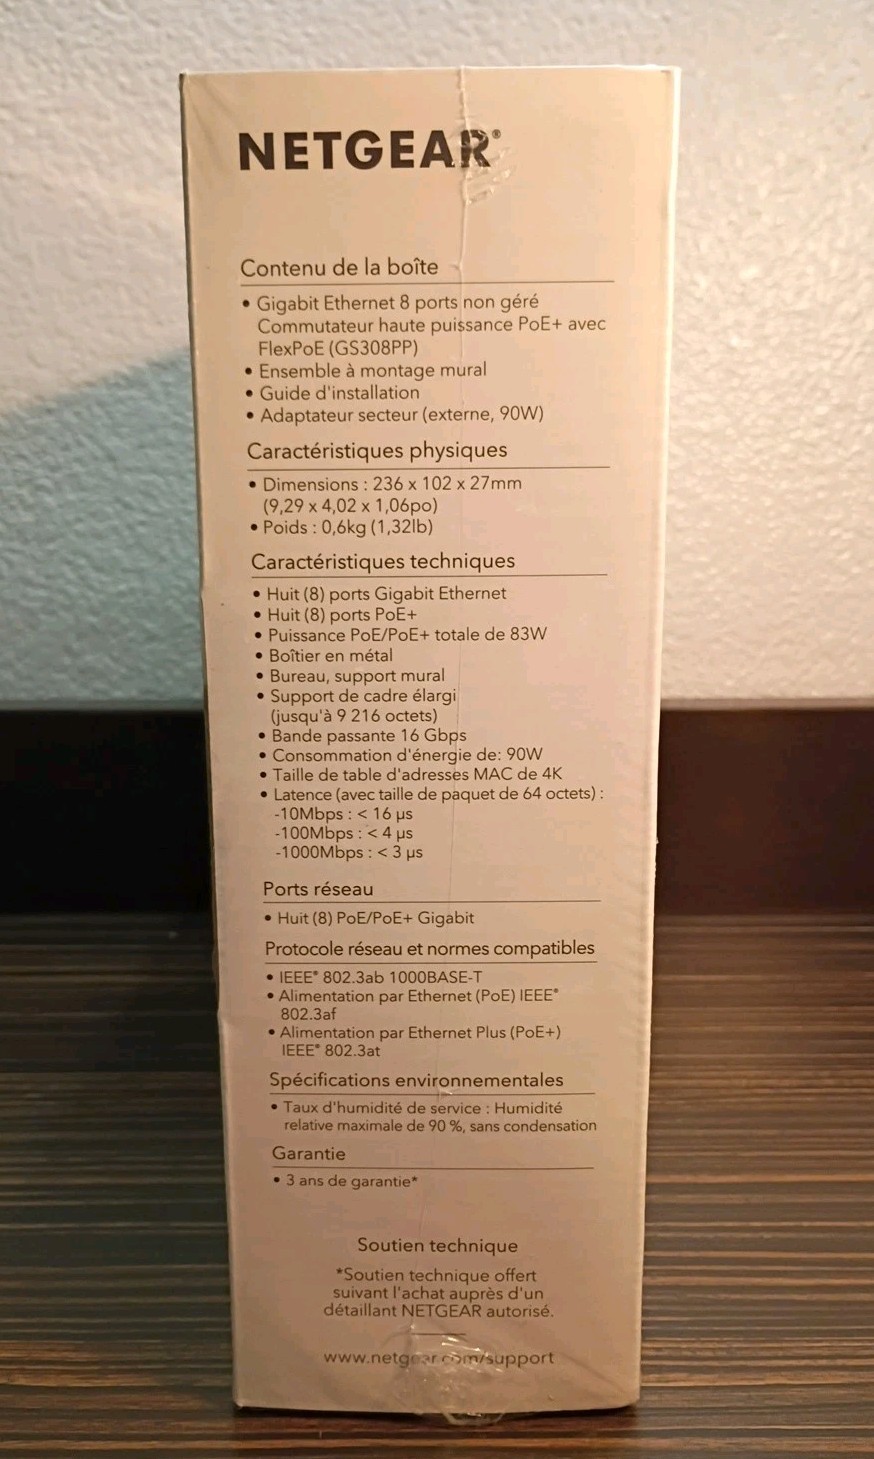 NETGEAR®
Contenu de la boîte
• Gigabit Ethernet 8 ports non géré
Commutateur haute puissance PoE+ avec
FlexPoE (GS308PP)
• Ensemble à montage mural
• Guide d'installation
• Adaptateur secteur (externe, 90W)
Caractéristiques physiques
• Dimensions : 236 x 102 x 27mm
(9,29 x 4,02 x 1,06po)
• Poids : 0,6kg (1,32lb)
Caractéristiques techniques
• Huit (8) ports Gigabit Ethernet
• Huit (8) ports PoE+
• Puissance PoE/PoE+ totale de 83W
• Boîtier en métal
• Bureau, support mural
• Support de cadre élargi
(jusqu'à 9 216 octets)
• Bande passante 16 Gbps
• Consommation d'énergie de: 90W
• Taille de table d'adresses MAC de 4K
• Latence (avec taille de paquet de 64 octets) :
-10Mbps : < 16 µs
-100Mbps : < 4 µs
-1000Mbps : < 3 µs
Ports réseau
• Huit (8) PoE/PoE+ Gigabit
Protocole réseau et normes compatibles
• IEEE® 802.3ab 1000BASE-T
• Alimentation par Ethernet (PoE) IEEE®
802.3af
• Alimentation par Ethernet Plus (PoE+)
IEEE® 802.3at
Spécifications environnementales
• Taux d'humidité de service : Humidité
relative maximale de 90 %, sans condensation
Garantie
• 3 ans de garantie*
Soutien technique
*Soutien technique offert
suivant l'achat auprès d'un
détaillant NETGEAR autorisé.
www.netgear.com/support